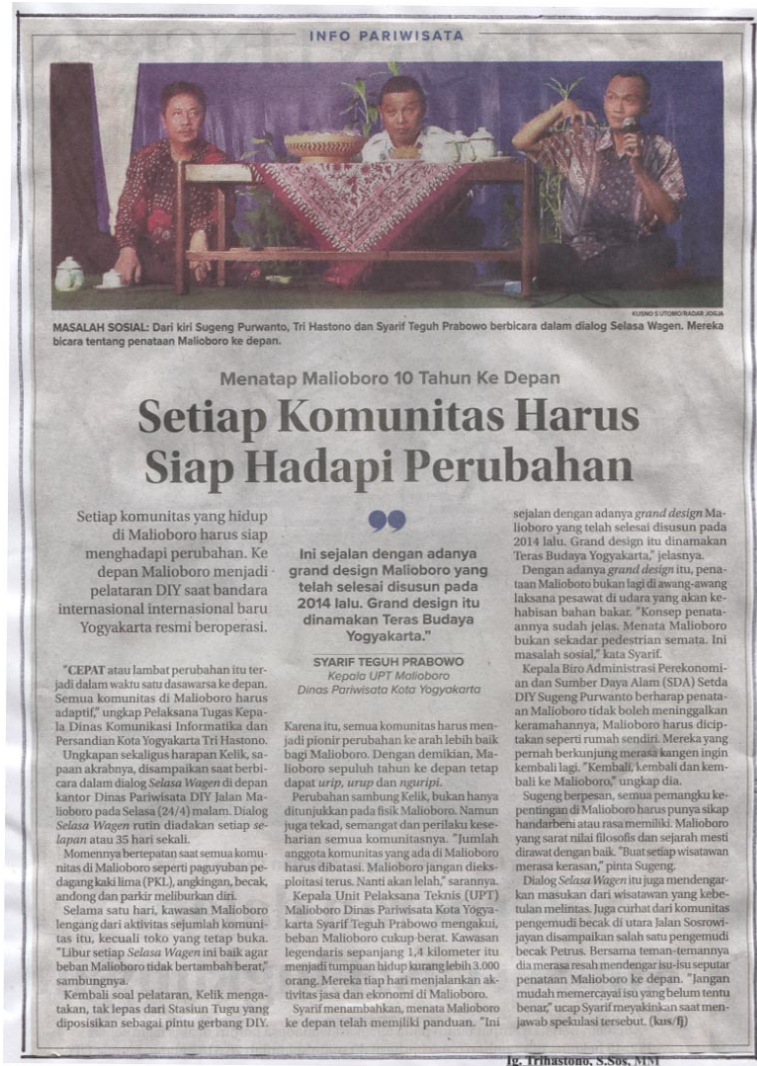 INFO PARIWISATA
KUSNO S UTOMO/RADAR JOGJA
MASALAH SOSIAL: Dari kiri Sugeng Purwanto, Tri Hastono dan Syarif Teguh Prabowo berbicara dalam dialog Selasa Wagen. Mereka
bicara tentang penataan Malioboro ke depan.
Menatap Malioboro 10 Tahun Ke Depan
Setiap Komunitas Harus
Siap Hadapi Perubahan
Setiap komunitas yang hidup
di Malioboro harus siap
menghadapi perubahan. Ke
depan Malioboro menjadi
pelataran DIY saat bandara
internasional internasional baru
Yogyakarta resmi beroperasi.
"CEPAT atau lambat perubahan itu ter-
jadi dalam waktu satu dasawarsa ke depan.
Semua komunitas di Malioboro harus
adaptif," ungkap Pelaksana Tugas Kepa-
la Dinas Komunikasi Informatika dan
Persandian Kota Yogyakarta Tri Hastono.
Ungkapan sekaligus harapan Kelik, sa-
paan akrabnya, disampaikan saat berbi-
cara dalam dialog Selasa Wagen di depan
kantor Dinas Pariwisata DIY Jalan Ma-
lioboro pada Selasa (24/4) malam. Dialog
Selasa Wagen rutin diadakan setiap se-
lapan atau 35 hari sekali.
Momennya bertepatan saat semua komu-
nitas di Malioboro seperti paguyuban pe-
dagang kaki lima (PKL), angkingan, becak,
andong dan parkir meliburkan diri.
Selama satu hari, kawasan Malioboro
lengang dari aktivitas sejumlah komuni-
tas itu, kecuali toko yang tetap buka.
"Libur setiap Selasa Wagen ini baik agar
beban Malioboro tidak bertambah berat,"
sambungnya.
Kembali soal pelataran, Kelik menga-
takan, tak lepas dari Stasiun Tugu yang
diposisikan sebagai pintu gerbang DIY.
Ini sejalan dengan adanya
grand design Malioboro yang
telah selesai disusun pada
2014 lalu. Grand design itu
dinamakan Teras Budaya
Yogyakarta."
SYARIF TEGUH PRABOWO
Kepala UPT Malioboro
Dinas Pariwisata Kota Yogyakarta
Karena itu, semua komunitas harus men-
jadi pionir perubahan ke arah lebih baik
bagi Malioboro. Dengan demikian, Ma-
lioboro sepuluh tahun ke depan tetap
dapat urip, urup dan nguripi.
Perubahan sambung Kelik, bukan hanya
ditunjukkan pada fisik Malioboro. Namun
juga tekad, semangat dan perilaku kese-
harian semua komunitasnya. "Jumlah
anggota komunitas yang ada di Malioboro
harus dibatasi. Malioboro jangan dieks-
ploitasi terus. Nanti akan lelah," sarannya.
Kepala Unit Pelaksana Teknis (UPT)
Malioboro Dinas Pariwisata Kota Yogya-
karta Syarif Teguh Prabowo mengakui,
beban Malioboro cukup berat. Kawasan
legendaris sepanjang 1,4 kilometer itu
menjadi tumpuan hidup kurang lebih 3.000
orang. Mereka tiap hari menjalankan ak-
tivitas jasa dan ekonomi di Malioboro.
Syarif menambahkan, menata Malioboro
ke depan telah memiliki panduan. "Ini
sejalan dengan adanya grand design Ma-
lioboro yang telah selesai disusun pada
2014 lalu. Grand design itu dinamakan
Teras Budaya Yogyakarta," jelasnya.
Dengan adanya grand design itu, pena-
taan Malioboro bukan lagi di awang-awang
laksana pesawat di udara yang akan ke-
habisan bahan bakar. "Konsep penata-
annya sudah jelas. Menata Malioboro
bukan sekadar pedestrian semata. Ini
masalah sosial," kata Syarif.
Kepala Biro Administrasi Perekonomi-
an dan Sumber Daya Alam (SDA) Setda
DIY Sugeng Purwanto berharap penata-
an Malioboro tidak boleh meninggalkan
keramahannya, Malioboro harus dicip-
takan seperti rumah sendiri. Mereka yang
pernah berkunjung merasa kangen ingin
kembali lagi. "Kembali, kembali dan kem-
bali ke Malioboro," ungkap dia.
Sugeng berpesan, semua pemangku ke-
pentingan di Malioboro harus punya sikap
handarbeni atau rasa memiliki. Malioboro
yang sarat nilai filosofis dan sejarah mesti
dirawat dengan baik. "Buat setiap wisatawan
merasa kerasan," pinta Sugeng.
Dialog Selasa Wagen itu juga mendengar-
kan masukan dari wisatawan yang kebe-
tulan melintas. Juga curhat dari komunitas
pengemudi becak di utara Jalan Sosrowi-
jayan disampaikan salah satu pengemudi
becak Petrus. Bersama teman-temannya
dia merasa resah mendengar isu-isu seputar
penataan Malioboro ke depan. "Jangan
mudah memercayai isu yang belum tentu
benar," ucap Syarif meyakinkan saat men-
jawab spekulasi tersebut. (kus/fj)
Ig. Trihastono, S.Sos, MM